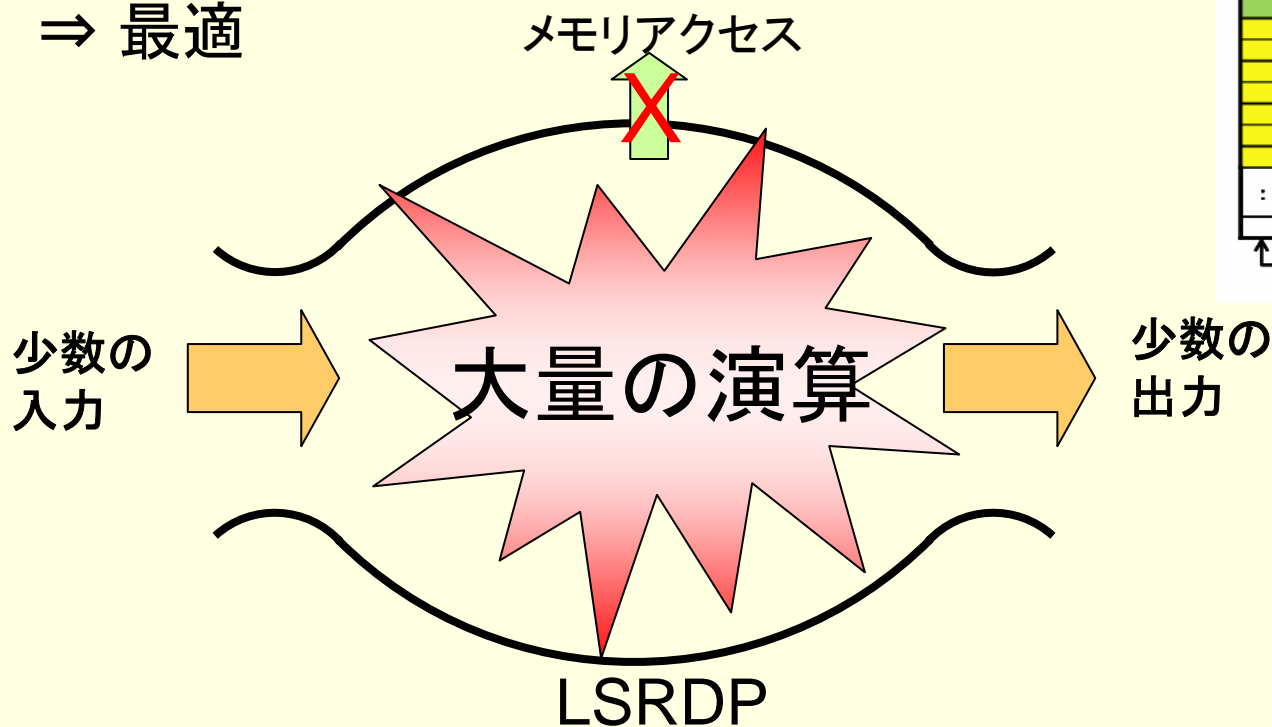 ⇒ 最適
メモリアクセス
X
:
少数の
入力
大量の演算
少数の
出力
LSRDP